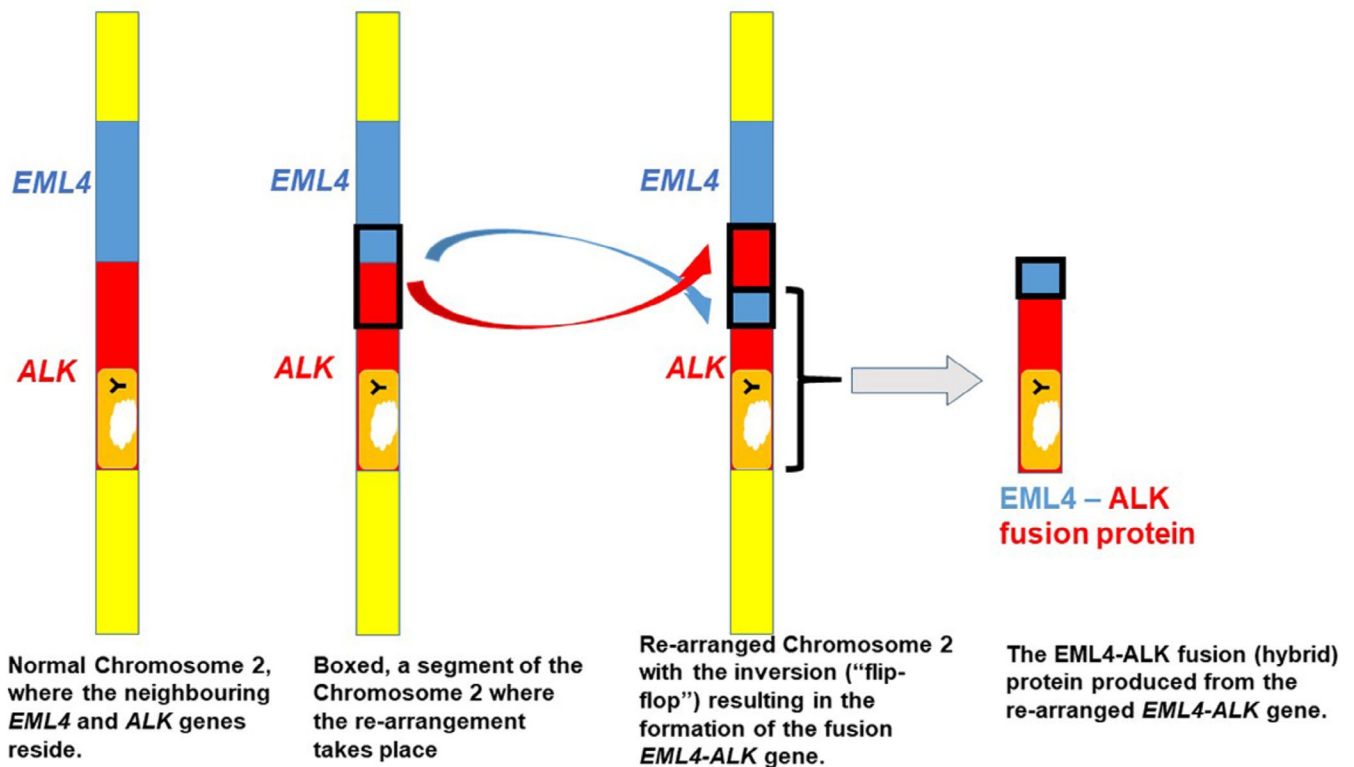 EML4
ALK
Y
EML4
ALK
Y
EML4
ALK
Y
Y
EML4 – ALK
fusion protein
Normal Chromosome 2,
where the neighbouring
EML4 and ALK genes
reside.
Boxed, a segment of the
Chromosome 2 where
the re-arrangement
takes place
Re-arranged Chromosome 2
with the inversion (“flip-
flop”) resulting in the
formation of the fusion
EML4-ALK gene.
The EML4-ALK fusion (hybrid)
protein produced from the
re-arranged EML4-ALK gene.